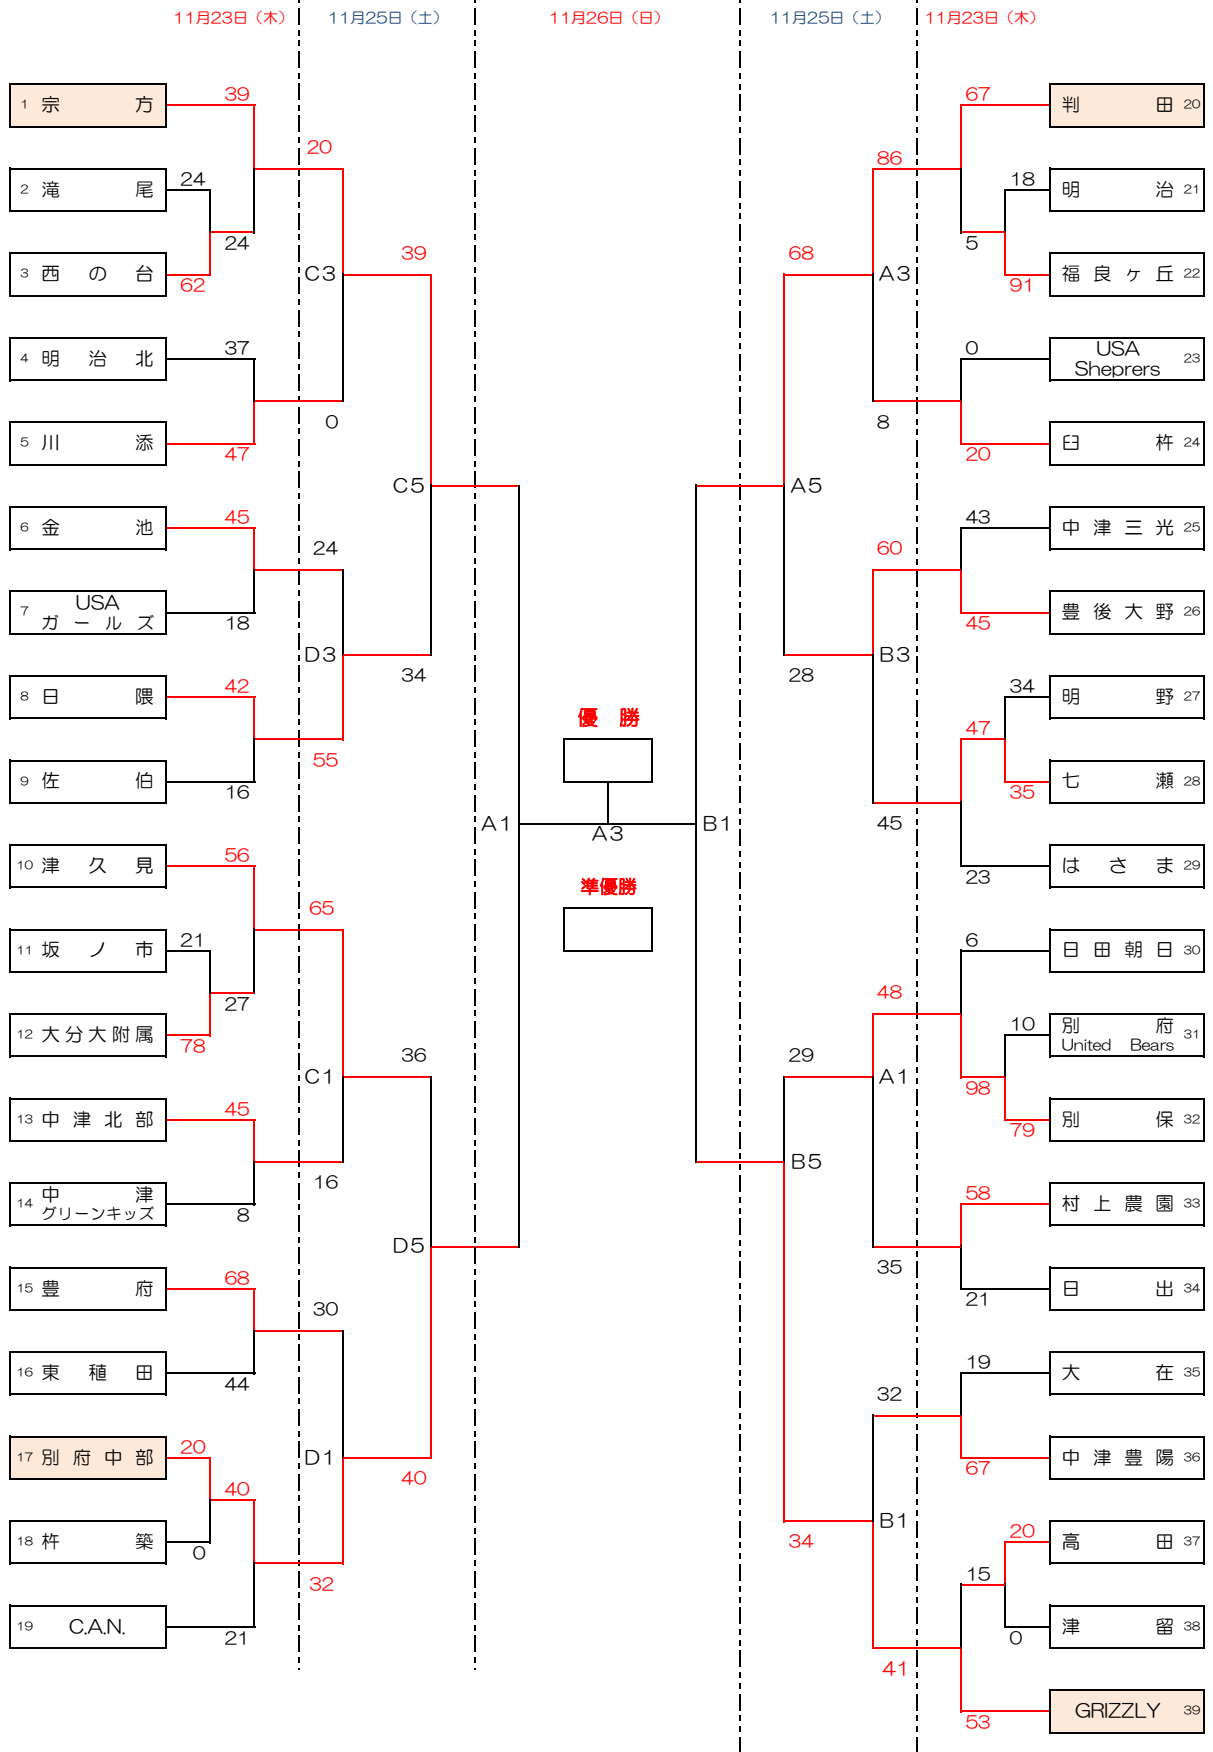 11月23日（木） 11月25日（土） 11月26日（日） 11月25日（土） 11月23日（木）
1 宗方 39
20
2 滝尾 24
24
3 西の台 62
C3 39
4 明治北 37
0
5 川添 47
C5
6 金池 45
24
7 USA ガールズ 18
D3 34
8 日隈 42
55
9 佐伯 16
A1
10 津久見 56
65
11 坂ノ市 21
27
12 大分大附属 78
C1 36
13 中津北部 45
16
14 中津 グリーンキッズ 8
D5
15 豊府 68
30
16 東稙田 44
D1 40
17 別府中部 20
40
18 杵築 0
32
19 C.A.N. 21
優勝
A3
準優勝
67 判田 20
86
18 明治 21
5
91 福良ヶ丘 22
68 A3
0 USA Sheprers 23
8
20 臼杵 24
A5
43 中津三光 25
60
45 豊後大野 26
28 B3
34 明野 27
47
35 七瀬 28
45
23 はさま 29
B1
6 日田朝日 30
48
10 別府 United Bears 31
98
79 別保 32
29 A1
58 村上農園 33
35
21 日出 34
B5
19 大在 35
32
67 中津豊陽 36
34 B1
20 高田 37
15
0 津留 38
41
53 GRIZZLY 39